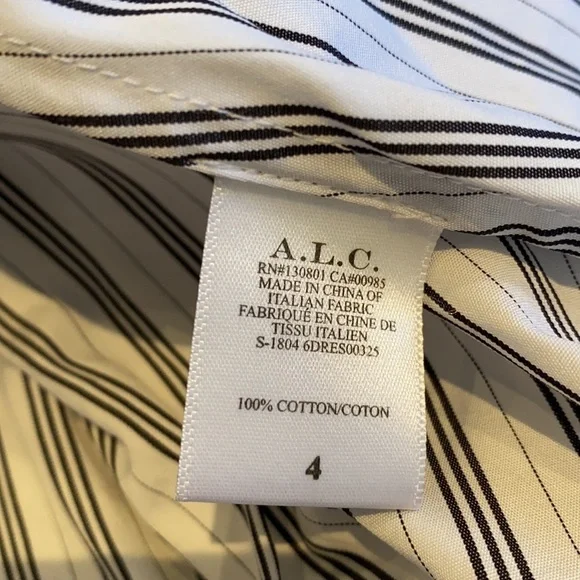 A.L.C.
RN#130801 CA#00985
MADE IN CHINA OF
ITALIAN FABRIC
FABRIQUÉ EN CHINE DE
TISSU ITALIEN
S-1804 6DRES00325
100% COTTON/COTON
4